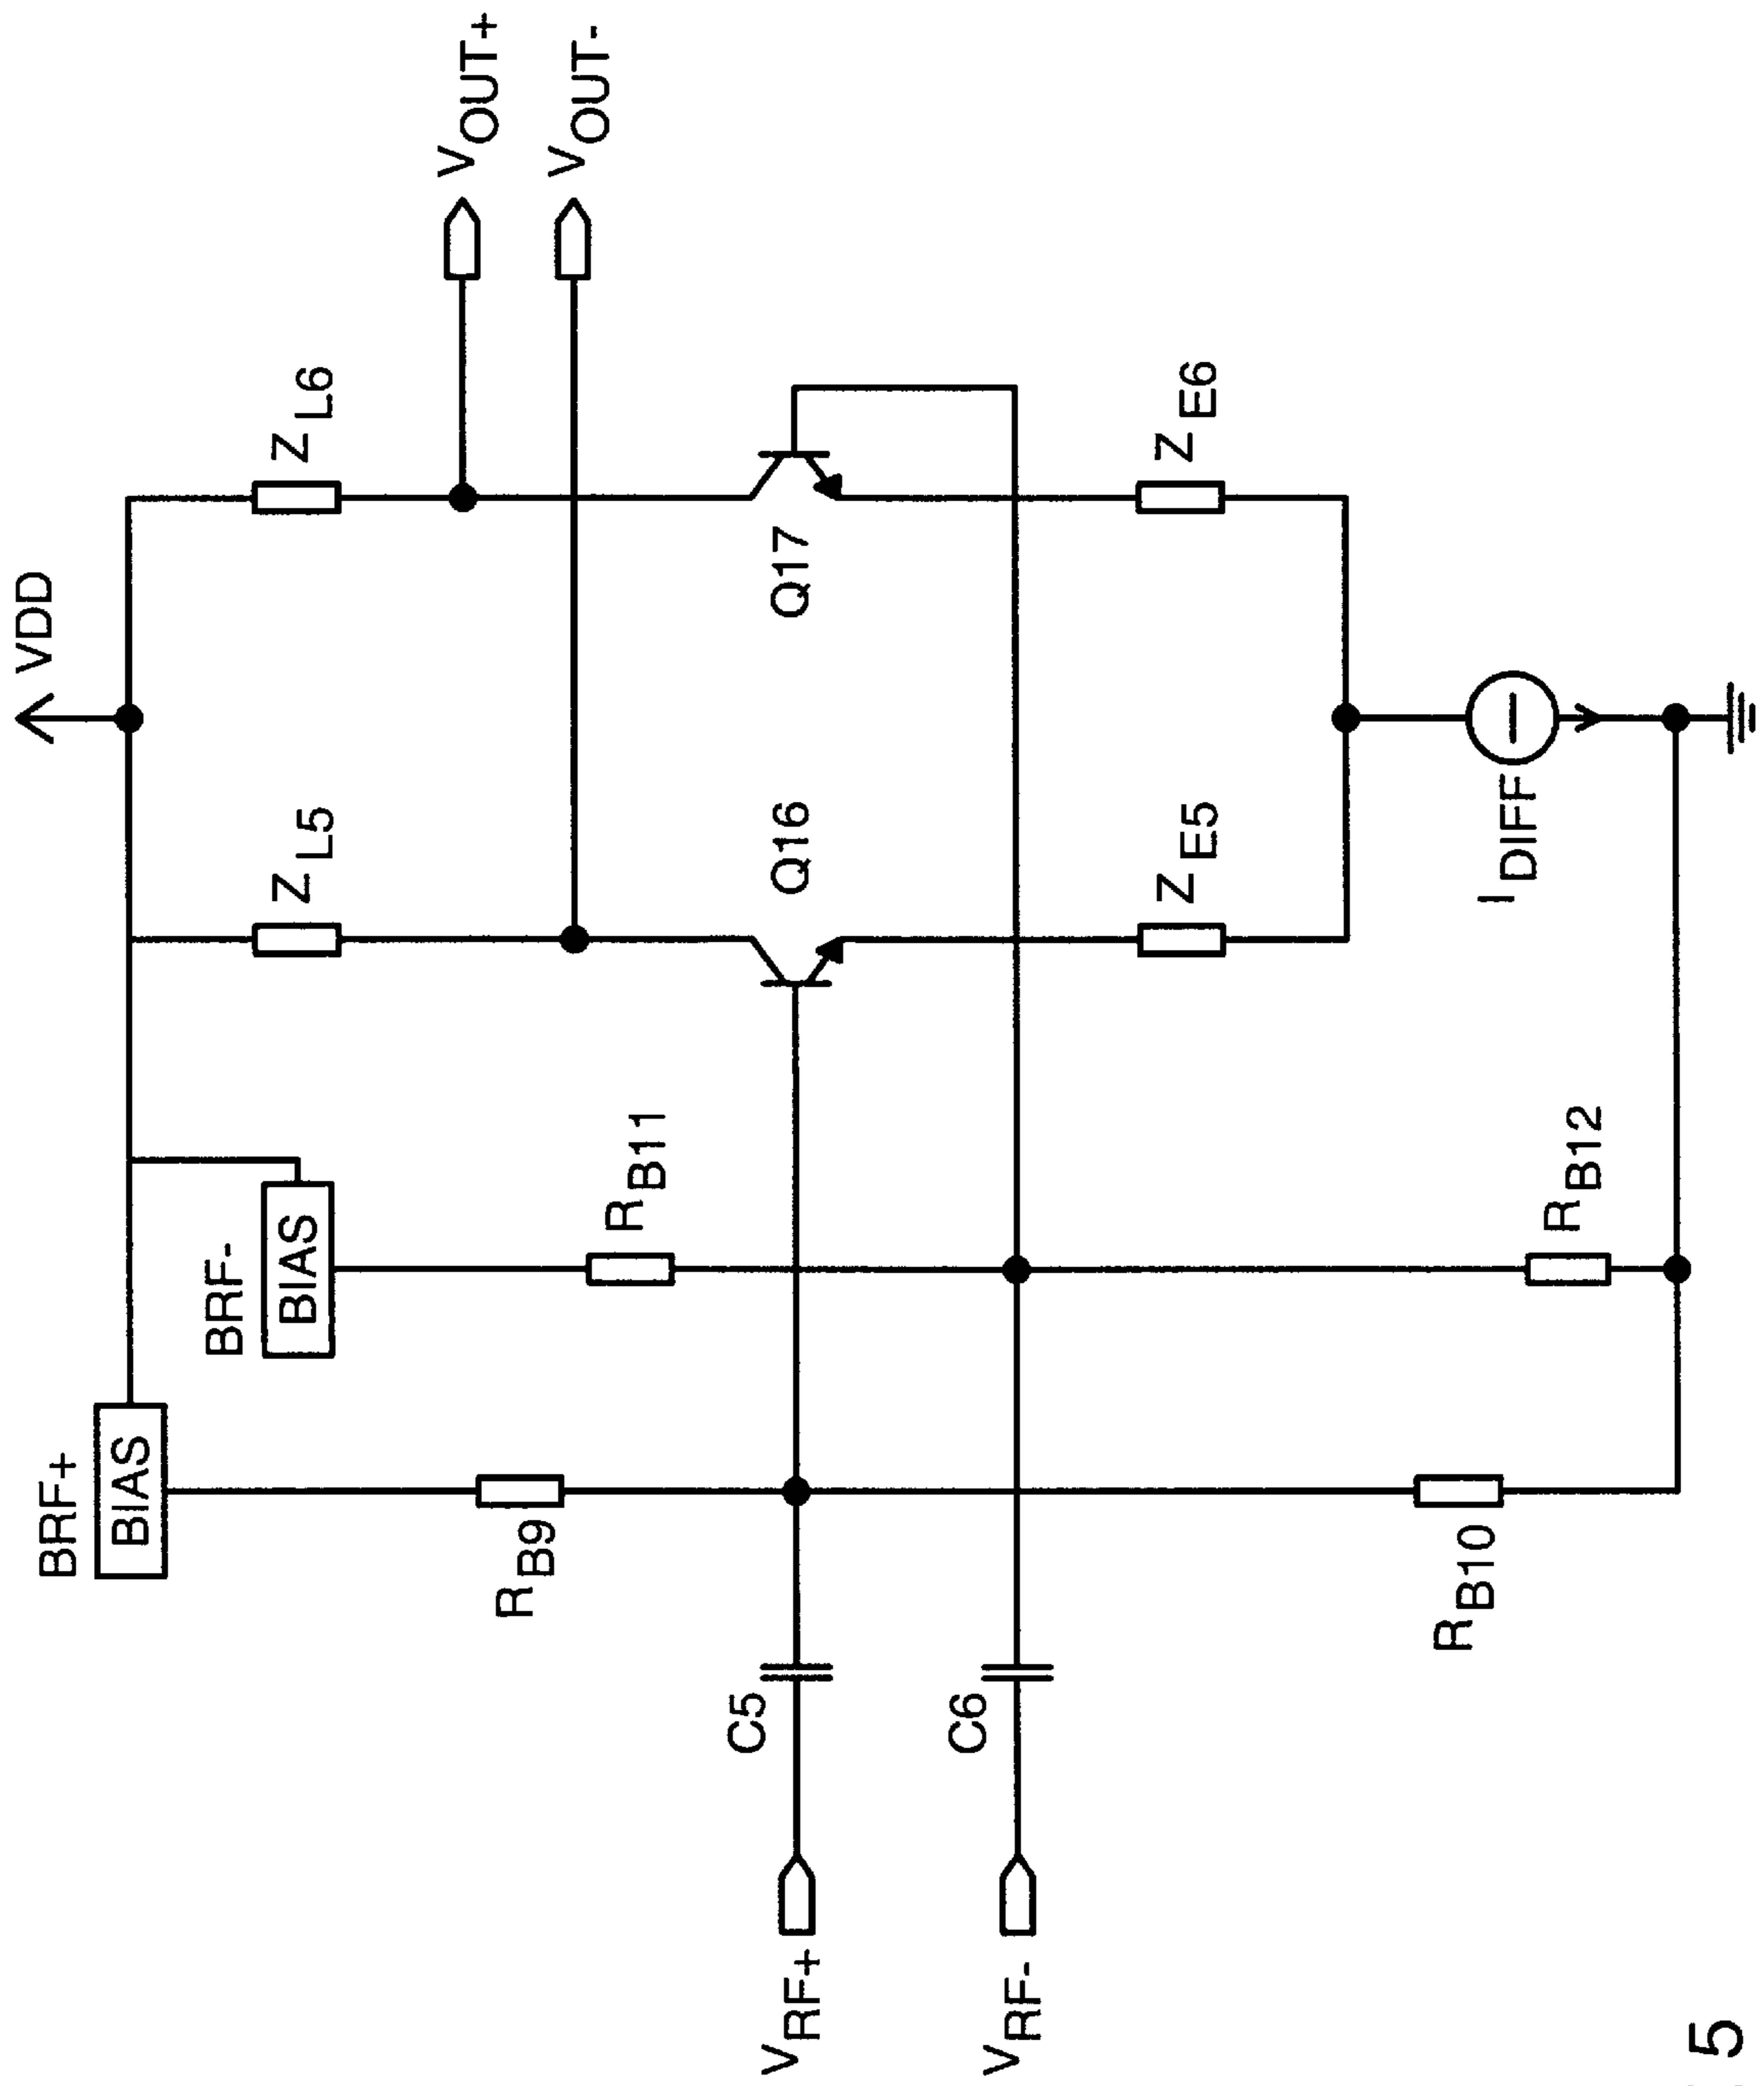 VDD
BRF+
BIAS
BRF-
BIAS
ZL5
ZL6
VOUT+
VOUT-
RB9
RB11
C5
VRF+
Q16
Q17
C6
VRF-
ZE5
ZE6
RB10
RB12
IDIFF
5